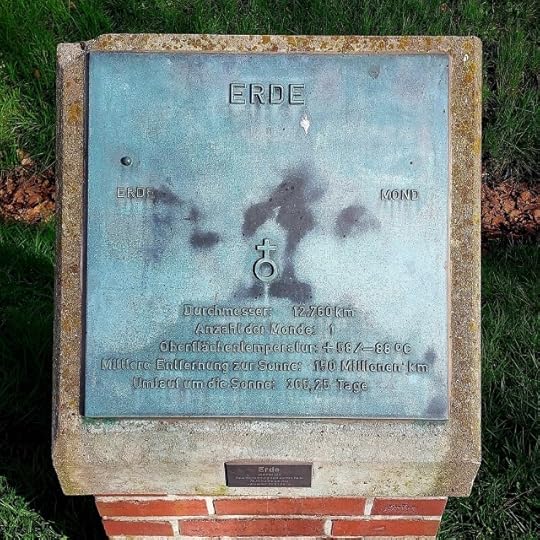 ERDE
ERDE
MOND
Durchmesser: 12.760 km
Anzahl der Monde: 1
Oberflächentemperatur: + 58 / – 88 °C
Mittlere Entfernung zur Sonne: 150 Millionen km
Umlauf um die Sonne: 365,25 Tage
Erde